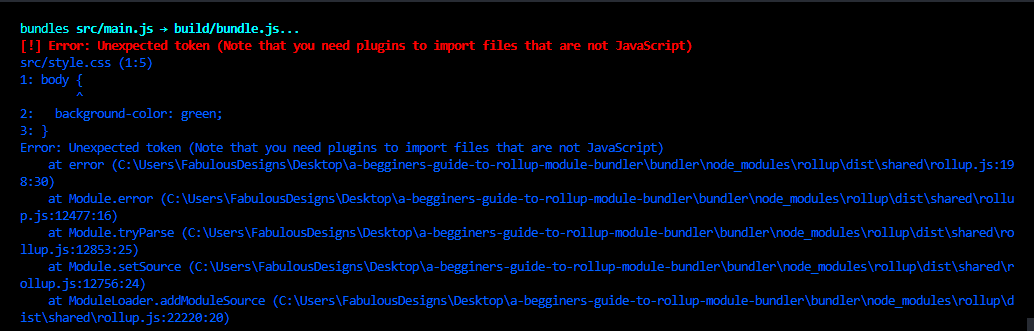 bundles src/main.js → build/bundle.js...
[!] Error: Unexpected token (Note that you need plugins to import files that are not JavaScript)
src/style.css (1:5)
1: body {
        ^
2:   background-color: green;
3: }
Error: Unexpected token (Note that you need plugins to import files that are not JavaScript)
    at error (C:\Users\FabulousDesigns\Desktop\a-begginers-guide-to-rollup-module-bundler\bundler\node_modules\rollup\dist\shared\rollup.js:19
8:30)
    at Module.error (C:\Users\FabulousDesigns\Desktop\a-begginers-guide-to-rollup-module-bundler\bundler\node_modules\rollup\dist\shared\rollu
p.js:12477:16)
    at Module.tryParse (C:\Users\FabulousDesigns\Desktop\a-begginers-guide-to-rollup-module-bundler\bundler\node_modules\rollup\dist\shared\ro
llup.js:12853:25)
    at Module.setSource (C:\Users\FabulousDesigns\Desktop\a-begginers-guide-to-rollup-module-bundler\bundler\node_modules\rollup\dist\shared\r
ollup.js:12756:24)
    at ModuleLoader.addModuleSource (C:\Users\FabulousDesigns\Desktop\a-begginers-guide-to-rollup-module-bundler\bundler\node_modules\rollup\d
ist\shared\rollup.js:22220:20)